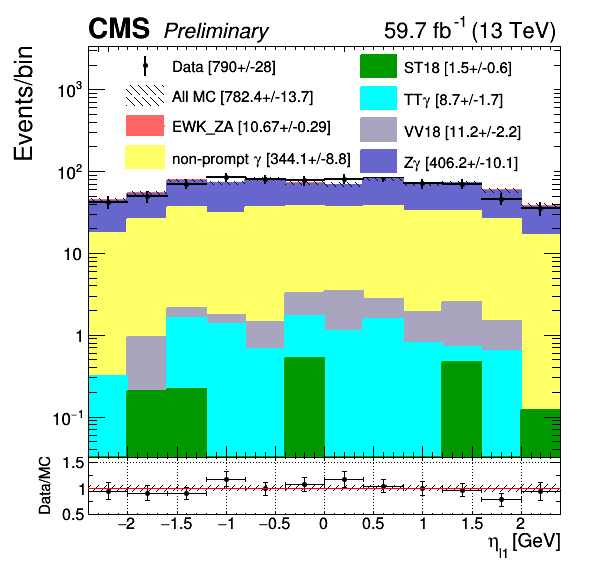 CMS Preliminary 59.7 fb⁻¹ (13 TeV)
Events/bin
Data [790+/-28]
All MC [782.4+/-13.7]
EWK_ZA [10.67+/-0.29]
non-prompt γ [344.1+/-8.8]
ST18 [1.5+/-0.6]
TTγ [8.7+/-1.7]
VV18 [11.2+/-2.2]
Zγ [406.2+/-10.1]
10³
10²
10
1
10⁻¹
Data/MC
1.5
1
0.5
−2 −1.5 −1 −0.5 0 0.5 1 1.5 2
η_l1 [GeV]